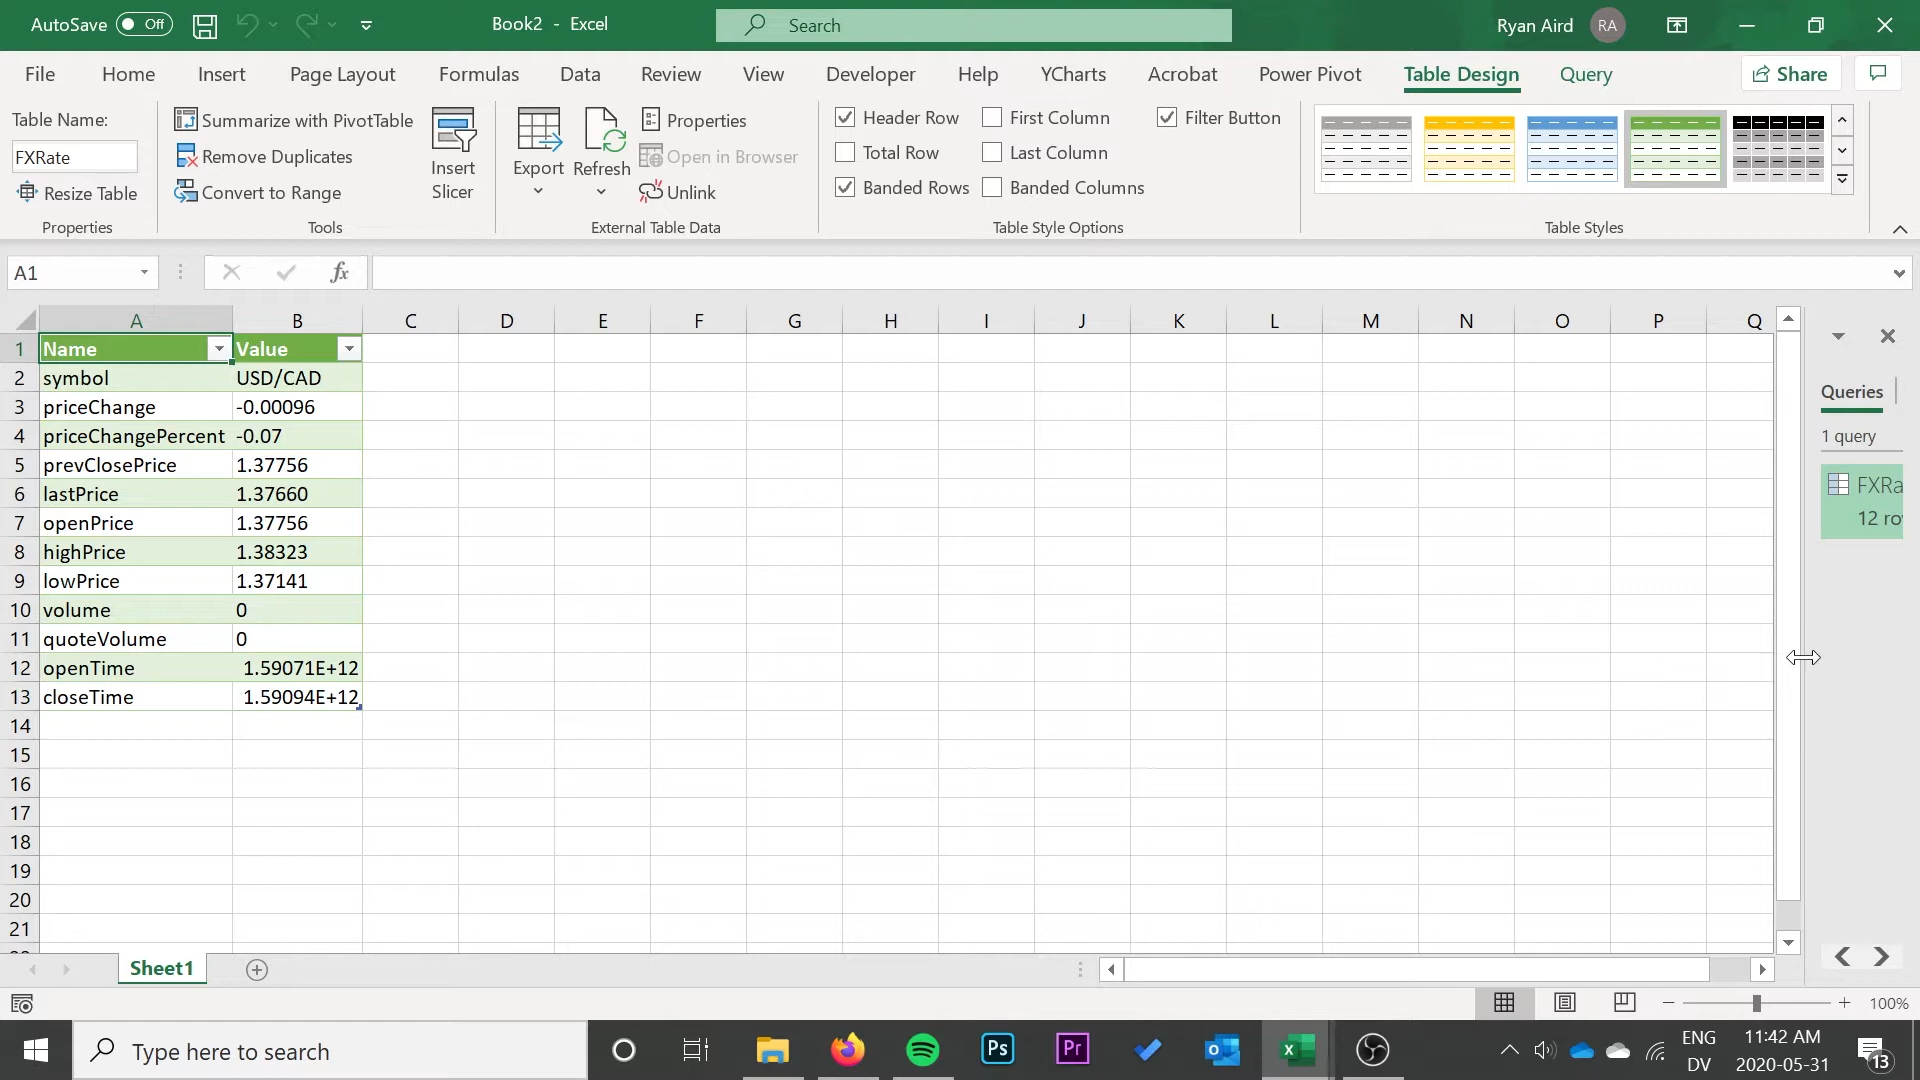 AutoSave Off Book2 - Excel Search Ryan Aird RA
File Home Insert Page Layout Formulas Data Review View Developer Help YCharts Acrobat Power Pivot Table Design Query Share
Table Name:
FXRate
Resize Table
Properties
Summarize with PivotTable
Remove Duplicates
Convert to Range
Tools
Insert
Slicer
Export
Refresh
Properties
Open in Browser
Unlink
External Table Data
Header Row First Column Filter Button
Total Row Last Column
Banded Rows Banded Columns
Table Style Options
Table Styles
A1 fx
A B C D E F G H I J K L M N O P Q
1 Name Value
2 symbol USD/CAD
3 priceChange -0.00096
4 priceChangePercent -0.07
5 prevClosePrice 1.37756
6 lastPrice 1.37660
7 openPrice 1.37756
8 highPrice 1.38323
9 lowPrice 1.37141
10 volume 0
11 quoteVolume 0
12 openTime 1.59071E+12
13 closeTime 1.59094E+12
14
15
16
17
18
19
20
21
Queries
1 query
FXRa
12 ro
Sheet1
100%
Type here to search
Ps
Pr
ENG
DV
11:42 AM
2020-05-31
13